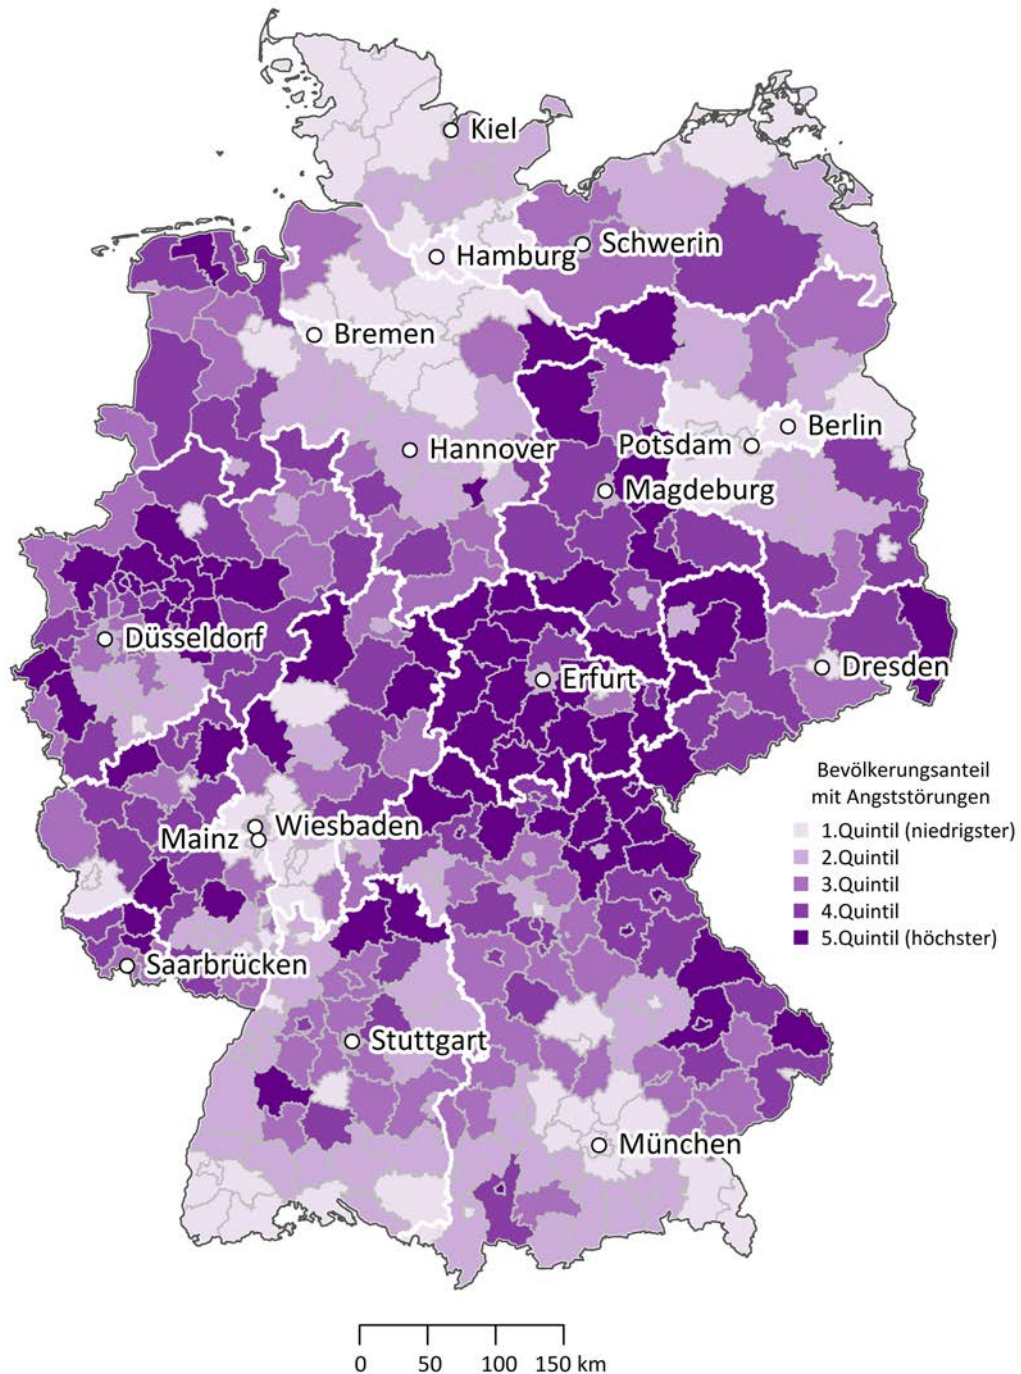 Kiel
Schwerin
Hamburg
Bremen
Berlin
Potsdam
Hannover
Magdeburg
Düsseldorf
Dresden
Erfurt
Bevölkerungsanteil
mit Angststörungen
1.Quintil (niedrigster)
2.Quintil
3.Quintil
4.Quintil
5.Quintil (höchster)
Wiesbaden
Mainz
Saarbrücken
Stuttgart
München
0 50 100 150 km